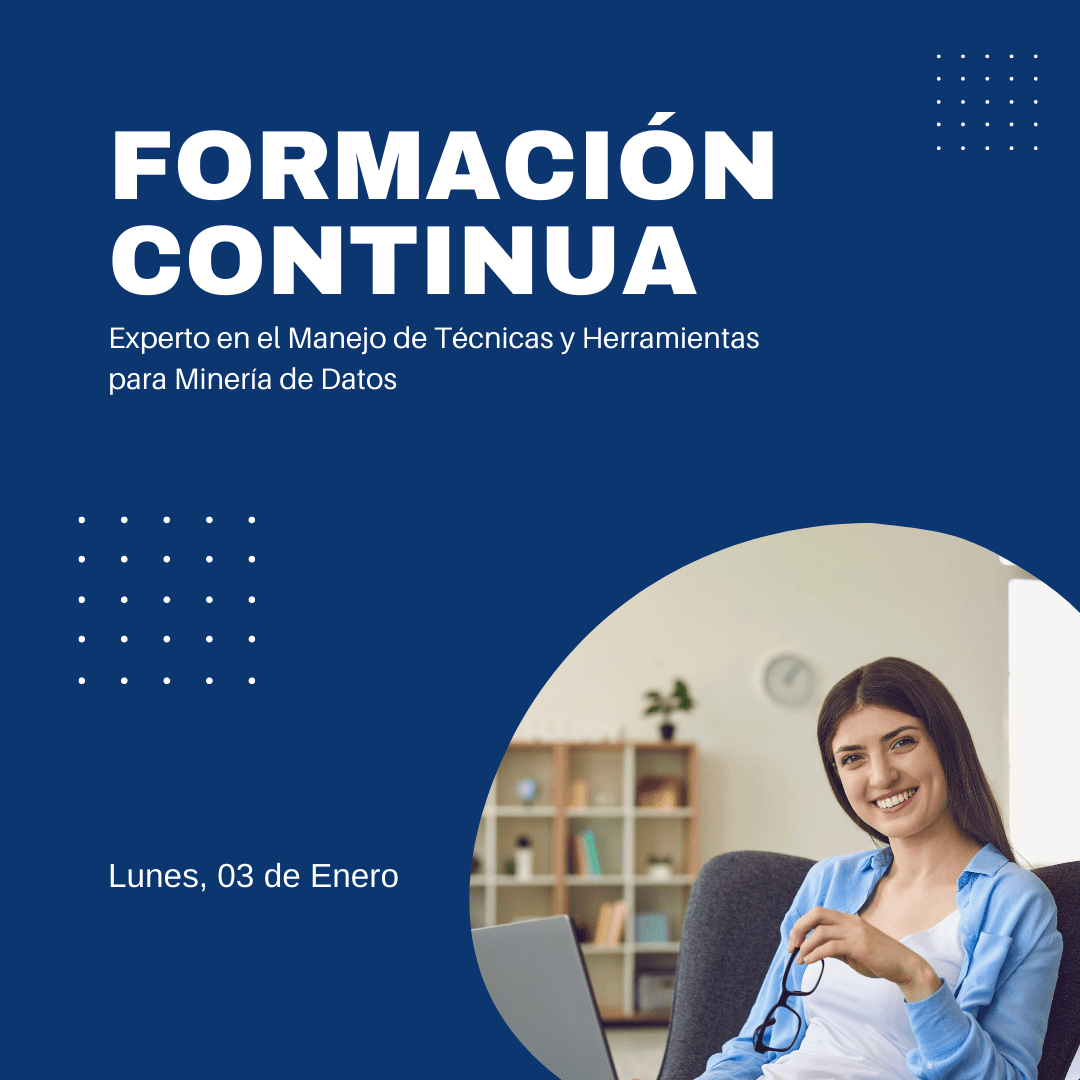 FORMACIÓN
CONTINUA
Experto en el Manejo de Técnicas y Herramientas
para Minería de Datos
Lunes, 03 de Enero